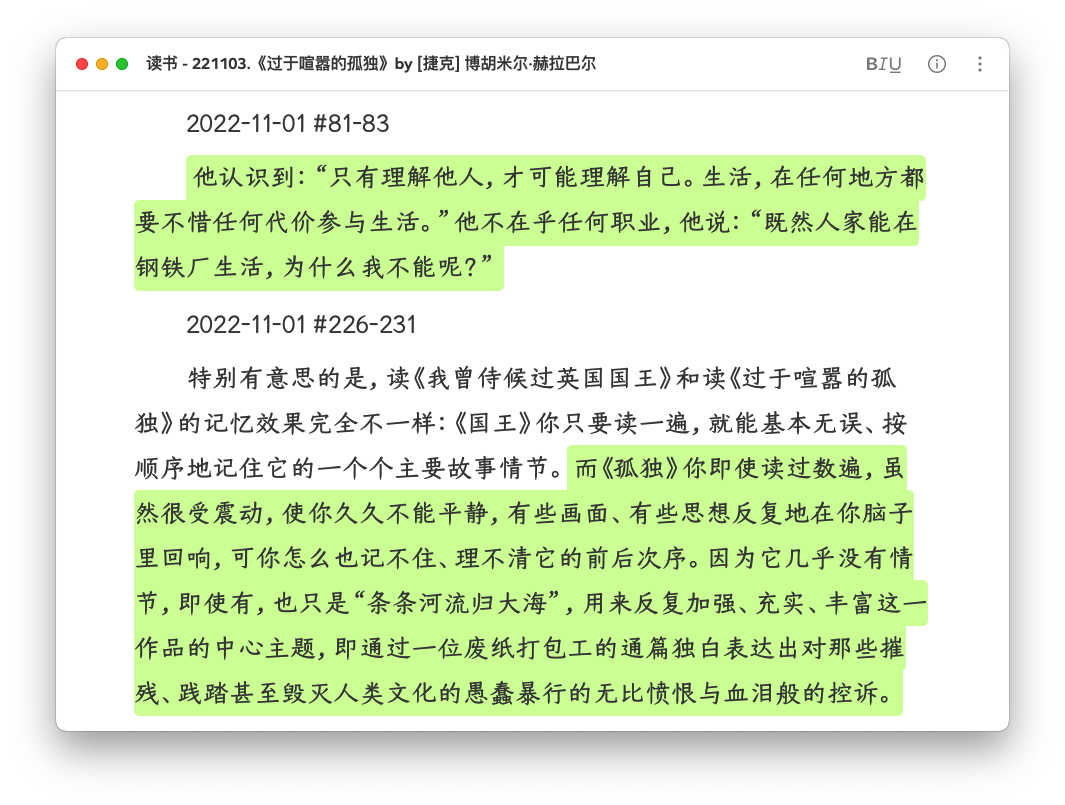 读书 - 221103.《过于喧嚣的孤独》by [捷克] 博胡米尔·赫拉巴尔
BIU
2022-11-01 #81-83
他认识到：“只有理解他人，才可能理解自己。生活，在任何地方都
要不惜任何代价参与生活。”他不在乎任何职业，他说：“既然人家能在
钢铁厂生活，为什么我不能呢？”
2022-11-01 #226-231
特别有意思的是，读《我曾侍候过英国国王》和读《过于喧嚣的孤
独》的记忆效果完全不一样：《国王》你只要读一遍，就能基本无误、按
顺序地记住它的一个个主要故事情节。而《孤独》你即使读过数遍，虽
然很受震动，使你久久不能平静，有些画面、有些思想反复地在你脑子
里回响，可你怎么也记不住、理不清它的前后次序。因为它几乎没有情
节，即使有，也只是“条条河流归大海”，用来反复加强、充实、丰富这一
作品的中心主题，即通过一位废纸打包工的通篇独白表达出对那些摧
残、践踏甚至毁灭人类文化的愚蠢暴行的无比愤恨与血泪般的控诉。